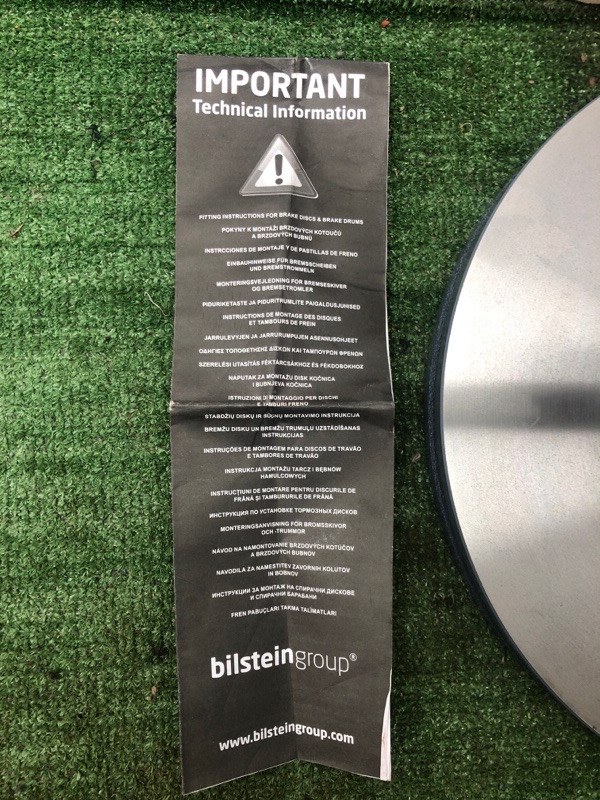 IMPORTANT
Technical Information
FITTING INSTRUCTIONS FOR BRAKE DISCS & BRAKE DRUMS
POKYNY K MONTÁŽI BRZDOVÝCH KOTOUČŮ
A BRZDOVÝCH BUBNŮ
INSTRCCIONES DE MONTAJE Y DE PASTILLAS DE FRENO
EINBAUHINWEISE FÜR BREMSSCHEIBEN
UND BREMSTROMMELN
MONTERINGSVEJLEDNING FOR BREMSESKIVER
OG BREMSETROMLER
PIDURIKETASTE JA PIDURITRUMLITE PAIGALDUSJUHISED
INSTRUCTIONS DE MONTAGE DES DISQUES
ET TAMBOURS DE FREIN
JARRULEVYJEN JA JARRURUMPUJEN ASENNUSOHJEET
ΟΔΗΓΙΕΣ ΤΟΠΟΘΕΤΗΣΗΣ ΔΙΣΚΩΝ ΚΑΙ ΤΑΜΠΟΥΡΩΝ ΦΡΕΝΩΝ
SZERELÉSI UTASÍTÁS FÉKTÁRCSÁKHOZ ÉS FÉKDOBOKHOZ
NAPUTAK ZA MONTAŽU DISK KOČNICA
I BUBNJEVA KOČNICA
ISTRUZIONI DI MONTAGGIO PER DISCHI
E TAMBURI FRENO
STABDŽIŲ DISKŲ IR BŪGNŲ MONTAVIMO INSTRUKCIJA
BREMŽU DISKU UN BREMŽU TRUMUĻU UZSTĀDĪŠANAS
INSTRUKCIJAS
INSTRUÇÕES DE MONTAGEM PARA DISCOS DE TRAVÃO
E TAMBORES DE TRAVÃO
INSTRUKCJA MONTAŻU TARCZ I BĘBNÓW
HAMULCOWYCH
INSTRUCŢIUNI DE MONTARE PENTRU DISCURILE DE
FRÂNĂ ŞI TAMBURURILE DE FRÂNĂ
ИНСТРУКЦИЯ ПО УСТАНОВКЕ ТОРМОЗНЫХ ДИСКОВ
MONTERINGSANVISNING FÖR BROMSSKIVOR
OCH -TRUMMOR
NÁVOD NA NAMONTOVANIE BRZDOVÝCH KOTÚČOV
A BRZDOVÝCH BUBNOV
NAVODILA ZA NAMESTITEV ZAVORNIH KOLUTOV
IN BOBNOV
ИНСТРУКЦИИ ЗА МОНТАЖ НА СПИРАЧНИ ДИСКОВЕ
И СПИРАЧНИ БАРАБАНИ
FREN PABUÇLARI TAKMA TALİMATLARI
bilsteingroup®
www.bilsteingroup.com